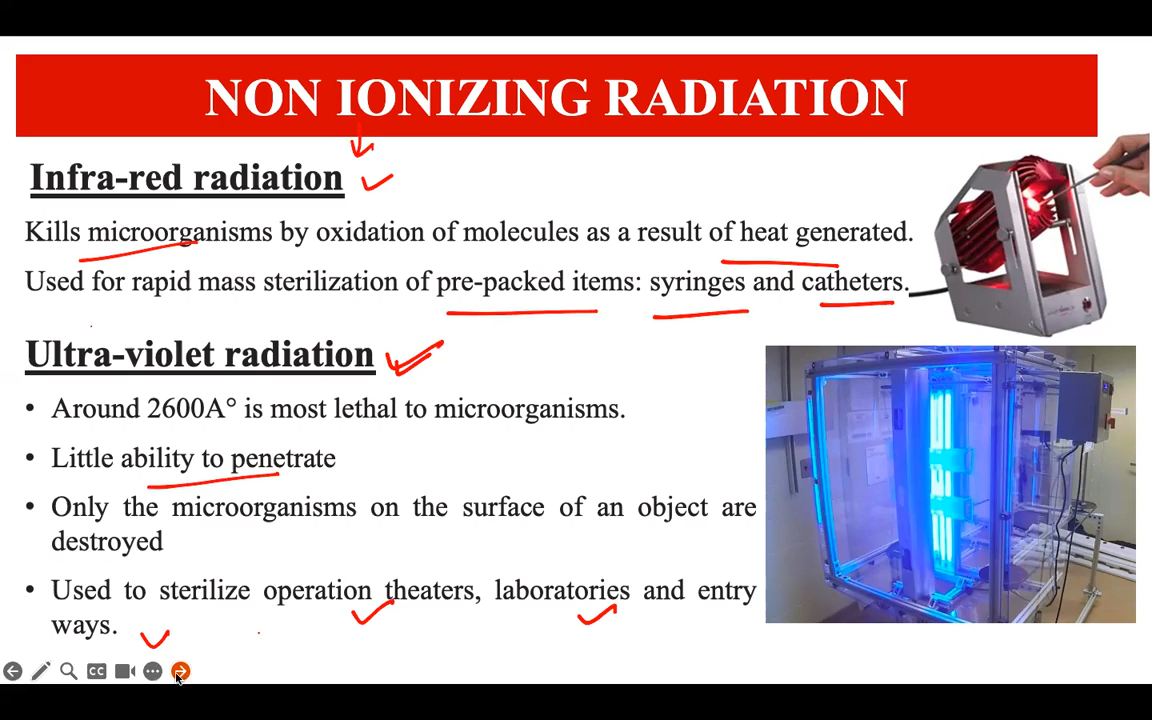 NON IONIZING RADIATION
Infra-red radiation
Kills microorganisms by oxidation of molecules as a result of heat generated.
Used for rapid mass sterilization of pre-packed items: syringes and catheters.
Ultra-violet radiation
• Around 2600A° is most lethal to microorganisms.
• Little ability to penetrate
• Only the microorganisms on the surface of an object are
destroyed
• Used to sterilize operation theaters, laboratories and entry
ways.
CC